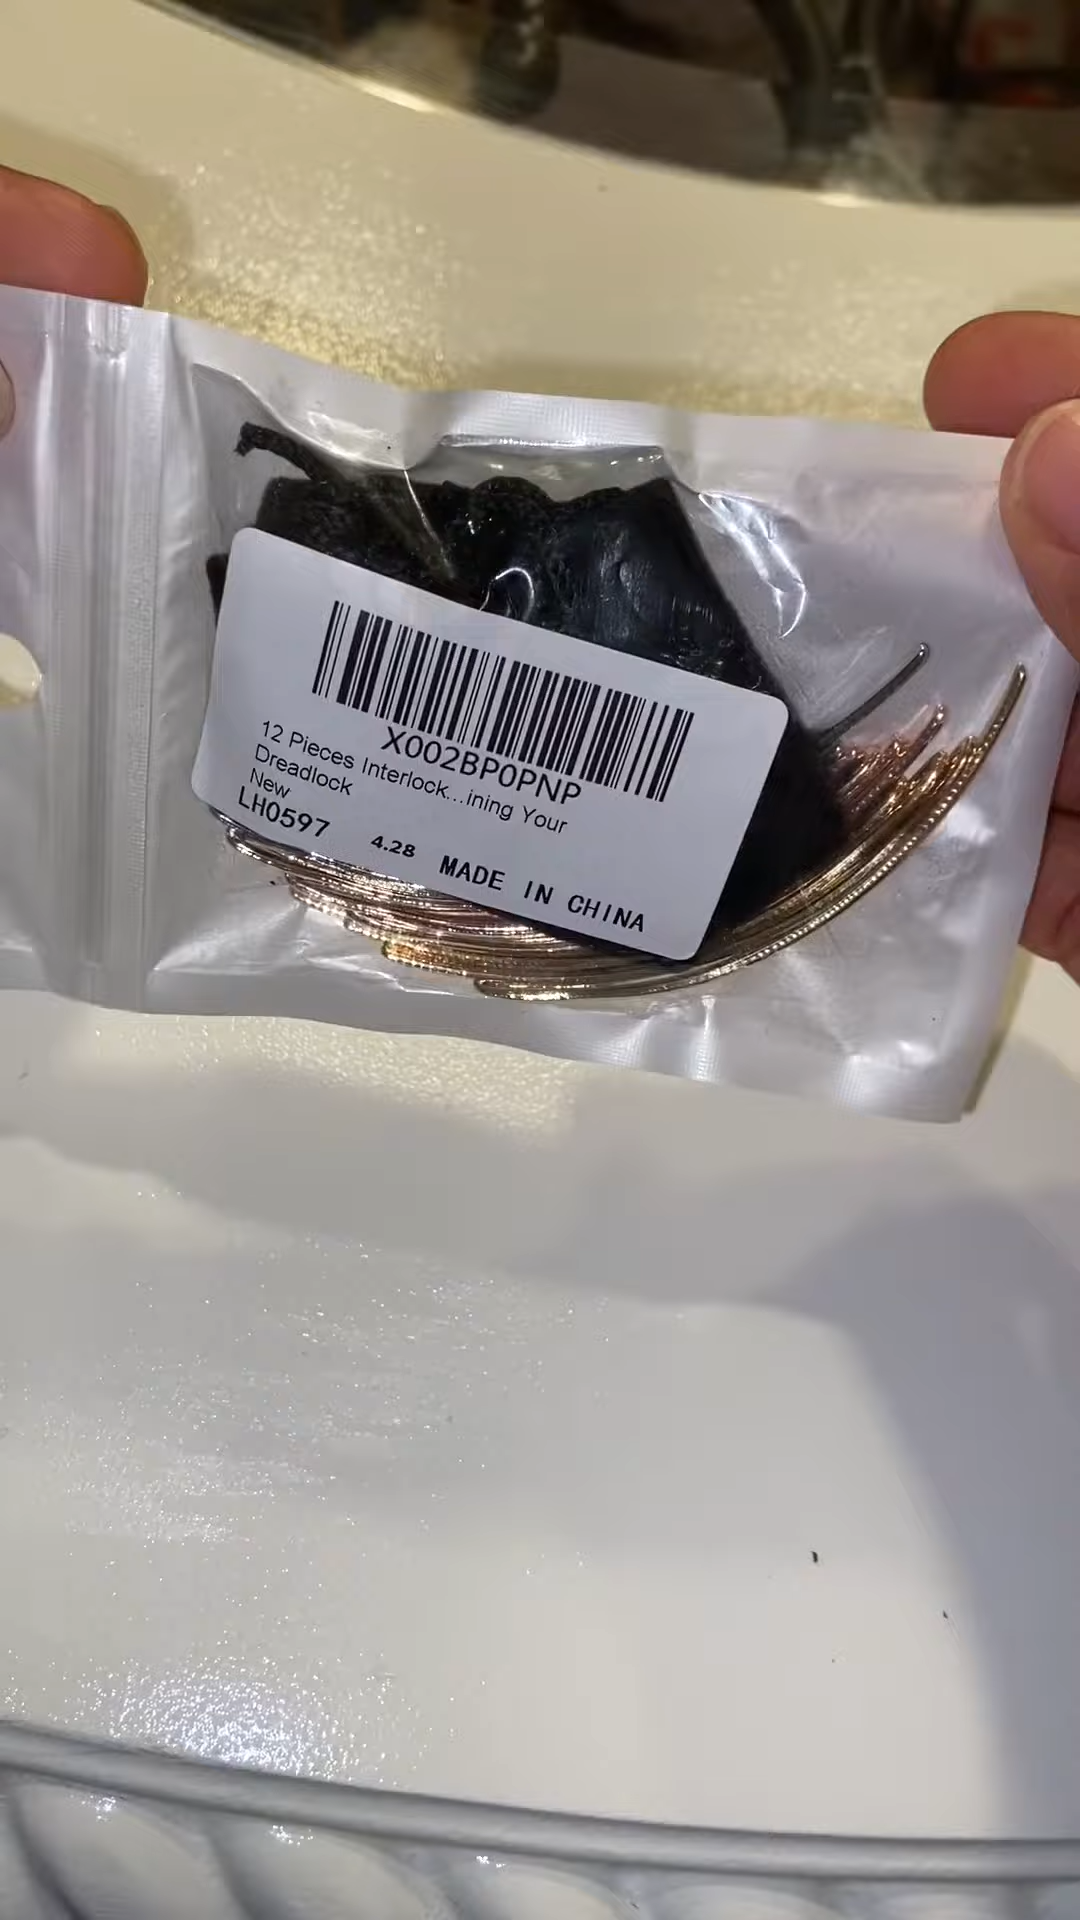 X002BP0PNP
12 Pieces Interlock...ining Your
Dreadlock
New
LH0597 4.28 MADE IN CHINA